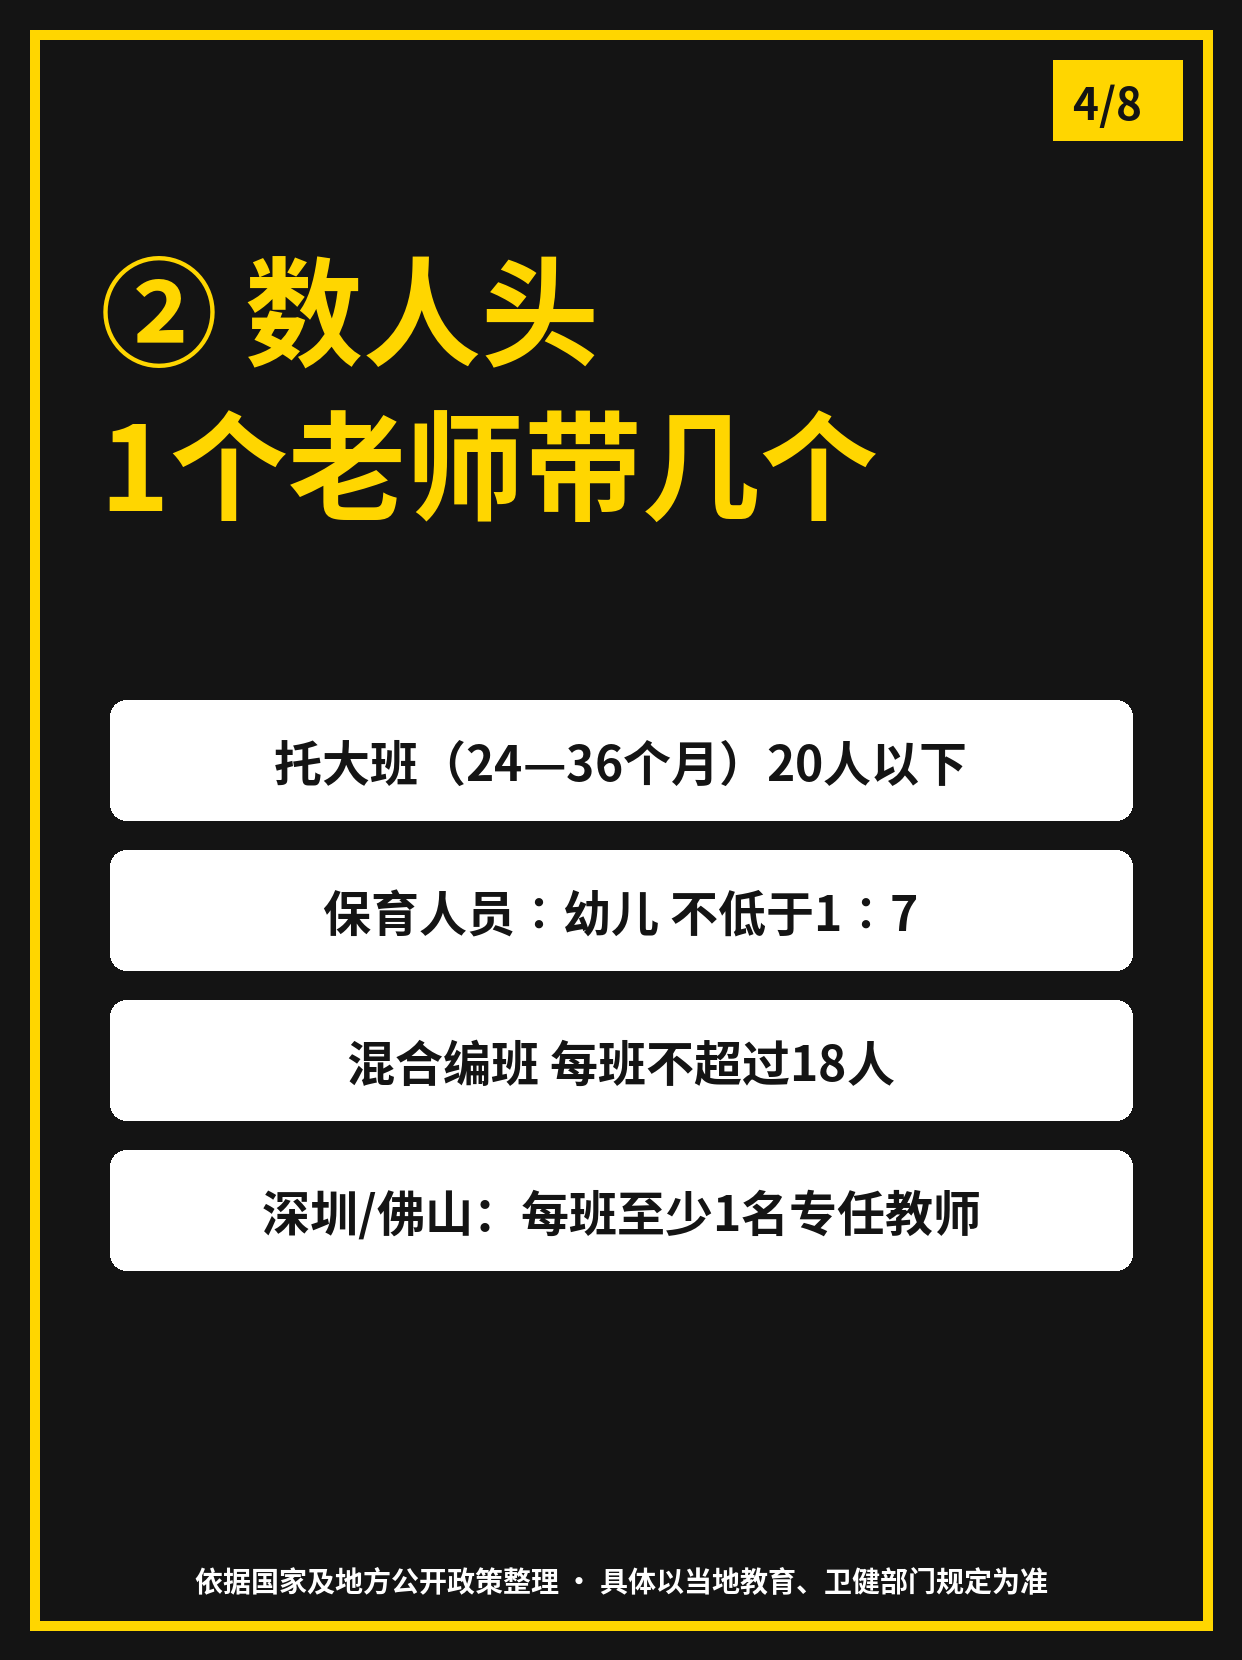 4/8
② 数人头
1个老师带几个
托大班（24—36个月）20人以下
保育人员：幼儿 不低于1：7
混合编班 每班不超过18人
深圳/佛山：每班至少1名专任教师
依据国家及地方公开政策整理 · 具体以当地教育、卫健部门规定为准